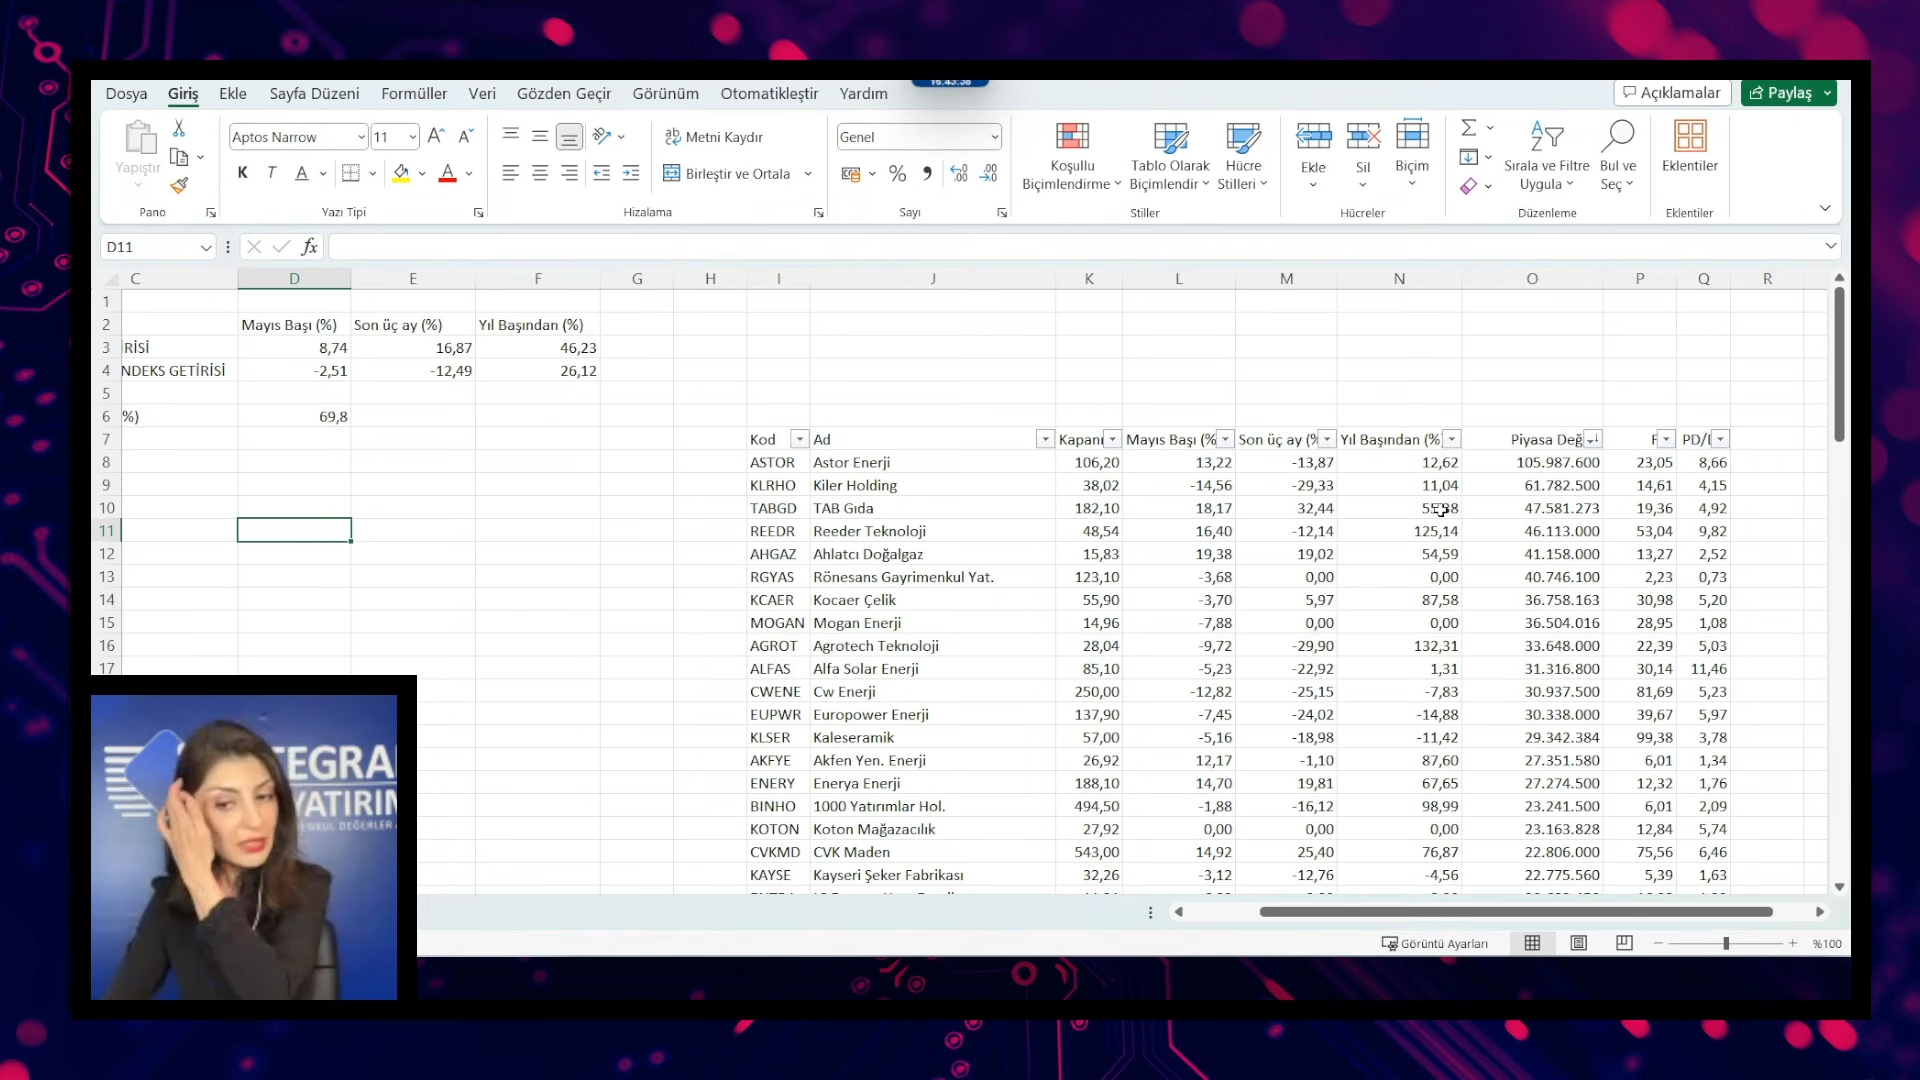 16:43:38
Dosya Giriş Ekle Sayfa Düzeni Formüller Veri Gözden Geçir Görünüm Otomatikleştir Yardım Açıklamalar Paylaş
Yapıştır
Aptos Narrow 11
K T A
Metni Kaydır
Birleştir ve Ortala
Genel
Koşullu Biçimlendirme
Tablo Olarak Biçimlendir
Hücre Stilleri
Ekle Sil Biçim
Sırala ve Filtre Uygula
Bul ve Seç
Eklentiler
Pano Yazı Tipi Hizalama Sayı Stiller Hücreler Düzenleme Eklentiler
D11 fx
C D E F G H I J K L M N O P Q R
1
2 Mayıs Başı (%) Son üç ay (%) Yıl Başından (%)
3 İRİSİ 8,74 16,87 46,23
4 NDEKS GETİRİSİ -2,51 -12,49 26,12
5
6 %) 69,8
7 Kod Ad Kapanı Mayıs Başı (% Son üç ay (% Yıl Başından (% Piyasa Değ F PD/
8 ASTOR Astor Enerji 106,20 13,22 -13,87 12,62 105.987.600 23,05 8,66
9 KLRHO Kiler Holding 38,02 -14,56 -29,33 11,04 61.782.500 14,61 4,15
10 TABGD TAB Gıda 182,10 18,17 32,44 47.581.273 19,36 4,92
11 REEDR Reeder Teknoloji 48,54 16,40 -12,14 125,14 46.113.000 53,04 9,82
12 AHGAZ Ahlatcı Doğalgaz 15,83 19,38 19,02 54,59 41.158.000 13,27 2,52
13 RGYAS Rönesans Gayrimenkul Yat. 123,10 -3,68 0,00 0,00 40.746.100 2,23 0,73
14 KCAER Kocaer Çelik 55,90 -3,70 5,97 87,58 36.758.163 30,98 5,20
15 MOGAN Mogan Enerji 14,96 -7,88 0,00 0,00 36.504.016 28,95 1,08
16 AGROT Agrotech Teknoloji 28,04 -9,72 -29,90 132,31 33.648.000 22,39 5,03
17 ALFAS Alfa Solar Enerji 85,10 -5,23 -22,92 1,31 31.316.800 30,14 11,46
CWENE Cw Enerji 250,00 -12,82 -25,15 -7,83 30.937.500 81,69 5,23
EUPWR Europower Enerji 137,90 -7,45 -24,02 -14,88 30.338.000 39,67 5,97
KLSER Kaleseramik 57,00 -5,16 -18,98 -11,42 29.342.384 99,38 3,78
AKFYE Akfen Yen. Enerji 26,92 12,17 -1,10 87,60 27.351.580 6,01 1,34
ENERY Enerya Enerji 188,10 14,70 19,81 67,65 27.274.500 12,32 1,76
BINHO 1000 Yatırımlar Hol. 494,50 -1,88 -16,12 98,99 23.241.500 6,01 2,09
KOTON Koton Mağazacılık 27,92 0,00 0,00 0,00 23.163.828 12,84 5,74
CVKMD CVK Maden 543,00 14,92 25,40 76,87 22.806.000 75,56 6,46
KAYSE Kayseri Şeker Fabrikası 32,26 -3,12 -12,76 -4,56 22.775.560 5,39 1,63
TEGRA
YATIRIM
ENKUL DEĞERLER
Görüntü Ayarları %100